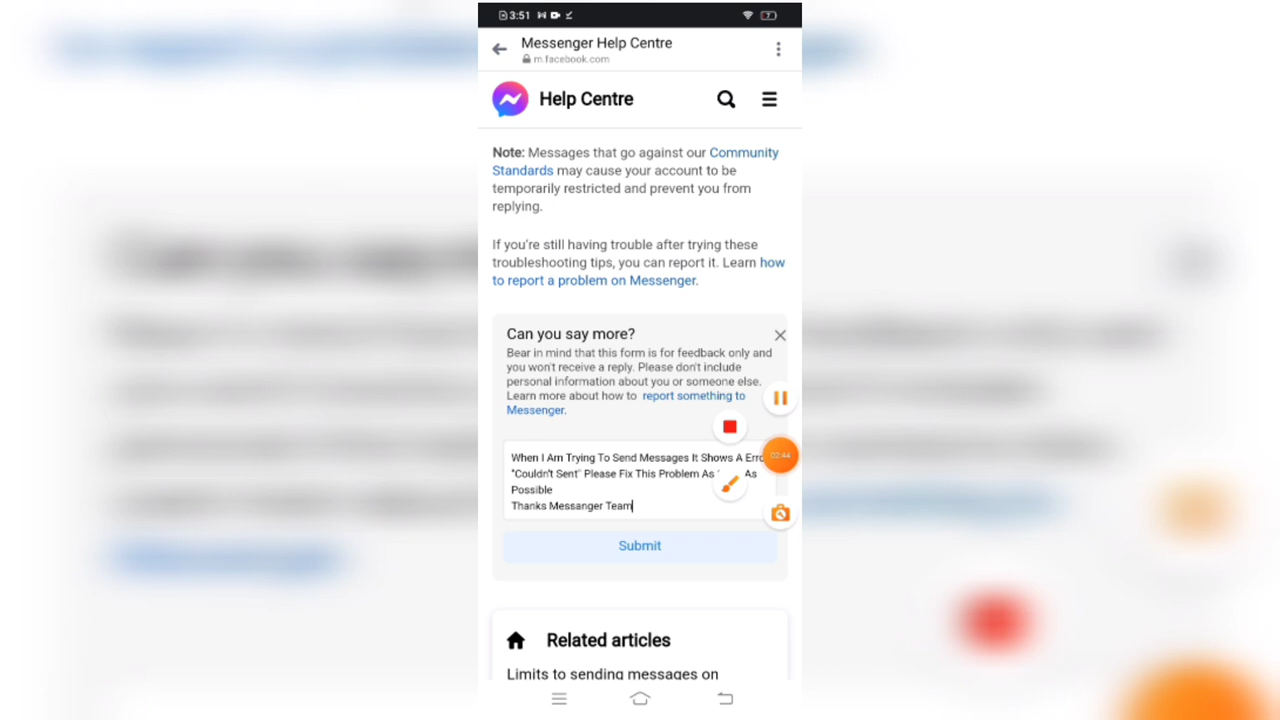 3:51
7
Messenger Help Centre
m.facebook.com
Help Centre
Note: Messages that go against our Community
Standards may cause your account to be
temporarily restricted and prevent you from
replying.
If you're still having trouble after trying these
troubleshooting tips, you can report it. Learn how
to report a problem on Messenger.
Can you say more?
Bear in mind that this form is for feedback only and
you won't receive a reply. Please don't include
personal information about you or someone else.
Learn more about how to report something to
Messenger.
When I Am Trying To Send Messages It Shows A
02:44
"Couldn't Sent" Please Fix This Problem As As
Possible
Thanks Messanger Team
Submit
Related articles
Limits to sending messages on